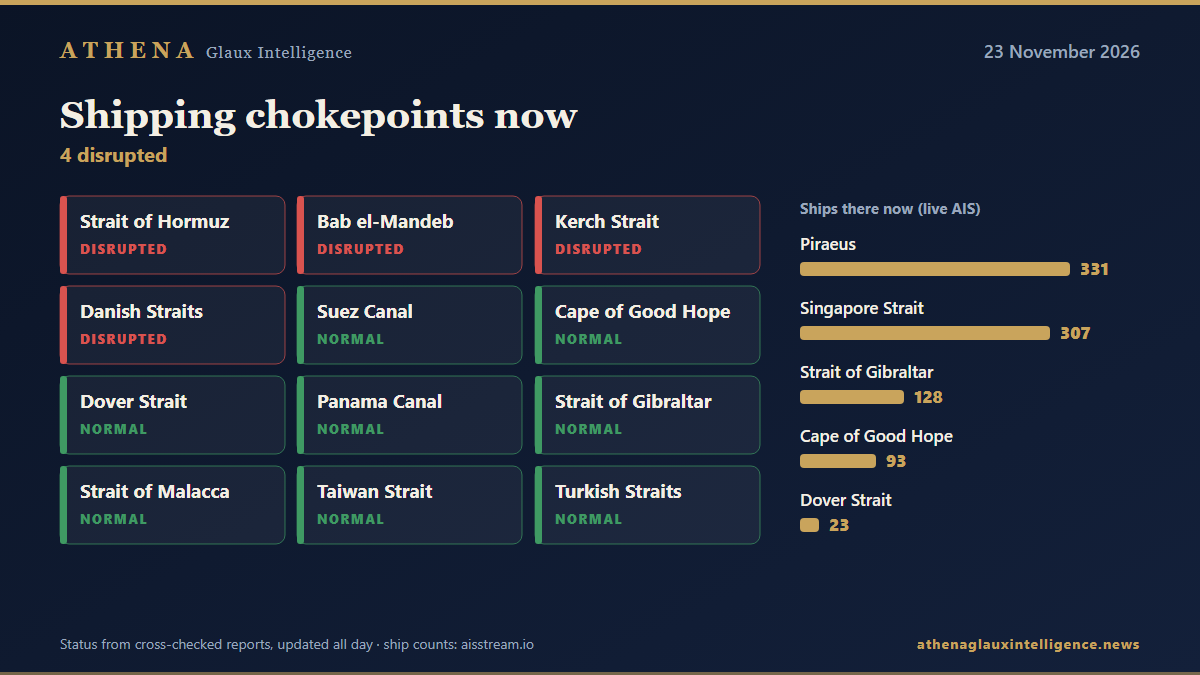 ATHENA Glaux Intelligence
23 November 2026
Shipping chokepoints now
4 disrupted
Strait of Hormuz
DISRUPTED
Bab el-Mandeb
DISRUPTED
Kerch Strait
DISRUPTED
Danish Straits
DISRUPTED
Suez Canal
NORMAL
Cape of Good Hope
NORMAL
Dover Strait
NORMAL
Panama Canal
NORMAL
Strait of Gibraltar
NORMAL
Strait of Malacca
NORMAL
Taiwan Strait
NORMAL
Turkish Straits
NORMAL
Ships there now (live AIS)
Piraeus
331
Singapore Strait
307
Strait of Gibraltar
128
Cape of Good Hope
93
Dover Strait
23
Status from cross-checked reports, updated all day · ship counts: aisstream.io
athenaglauxintelligence.news